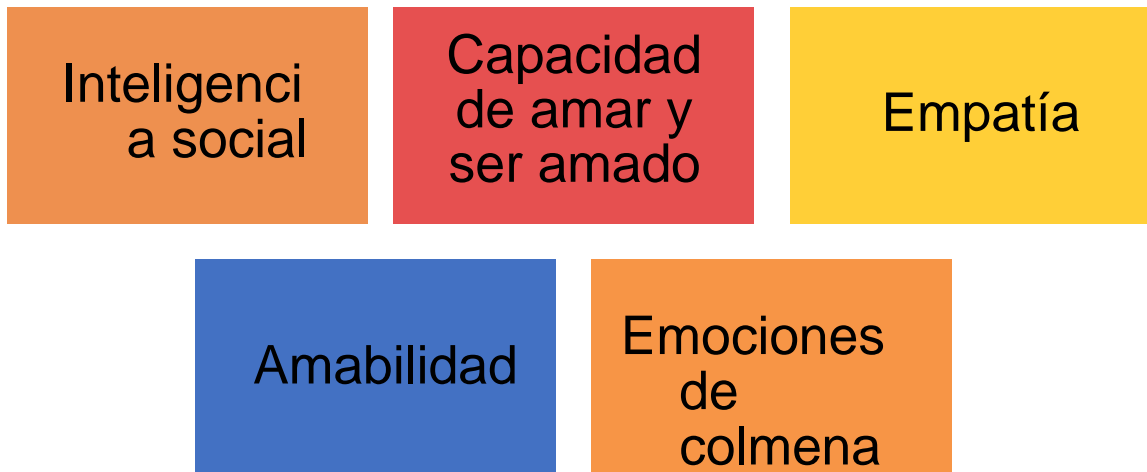 Inteligenci
a social
Capacidad
de amar y
ser amado
Empatía
Amabilidad
Emociones
de
colmena